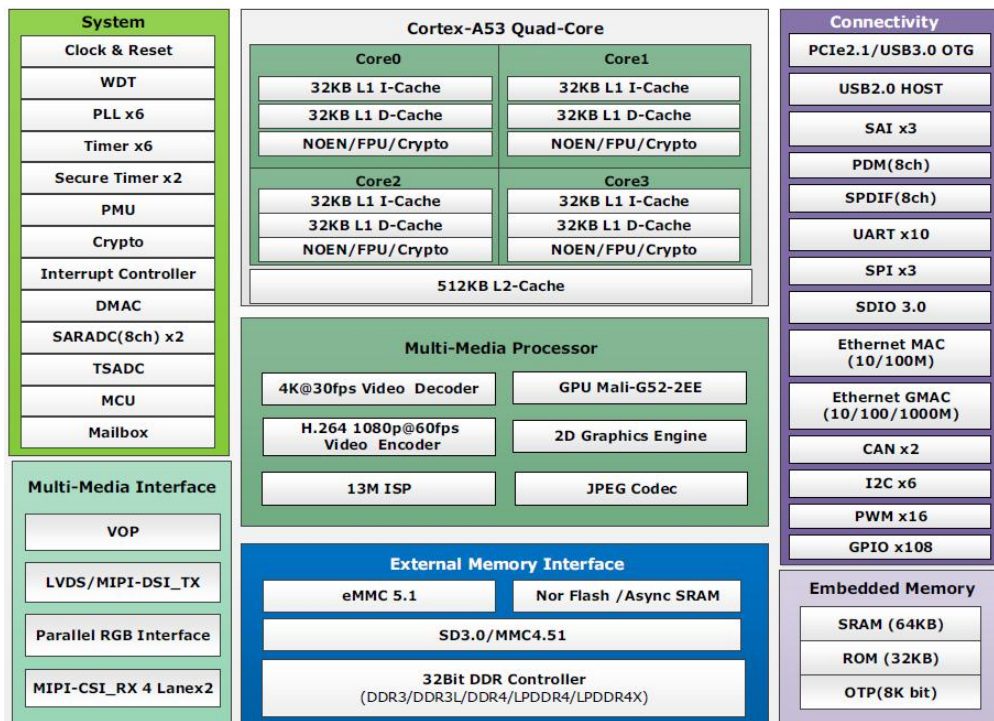 System
Clock & Reset
WDT
PLL x6
Timer x6
Secure Timer x2
PMU
Crypto
Interrupt Controller
DMAC
SARADC(8ch) x2
TSADC
MCU
Mailbox
Multi-Media Interface
VOP
LVDS/MIPI-DSI_TX
Parallel RGB Interface
MIPI-CSI_RX 4 Lanex2
Cortex-A53 Quad-Core
Core0
32KB L1 I-Cache
32KB L1 D-Cache
NOEN/FPU/Crypto
Core1
32KB L1 I-Cache
32KB L1 D-Cache
NOEN/FPU/Crypto
Core2
32KB L1 I-Cache
32KB L1 D-Cache
NOEN/FPU/Crypto
Core3
32KB L1 I-Cache
32KB L1 D-Cache
NOEN/FPU/Crypto
512KB L2-Cache
Multi-Media Processor
4K@30fps Video Decoder
GPU Mali-G52-2EE
H.264 1080p@60fps
Video Encoder
2D Graphics Engine
13M ISP
JPEG Codec
External Memory Interface
eMMC 5.1
Nor Flash /Async SRAM
SD3.0/MMC4.51
32Bit DDR Controller
(DDR3/DDR3L/DDR4/LPDDR4/LPDDR4X)
Connectivity
PCIe2.1/USB3.0 OTG
USB2.0 HOST
SAI x3
PDM(8ch)
SPDIF(8ch)
UART x10
SPI x3
SDIO 3.0
Ethernet MAC
(10/100M)
Ethernet GMAC
(10/100/1000M)
CAN x2
I2C x6
PWM x16
GPIO x108
Embedded Memory
SRAM (64KB)
ROM (32KB)
OTP(8K bit)